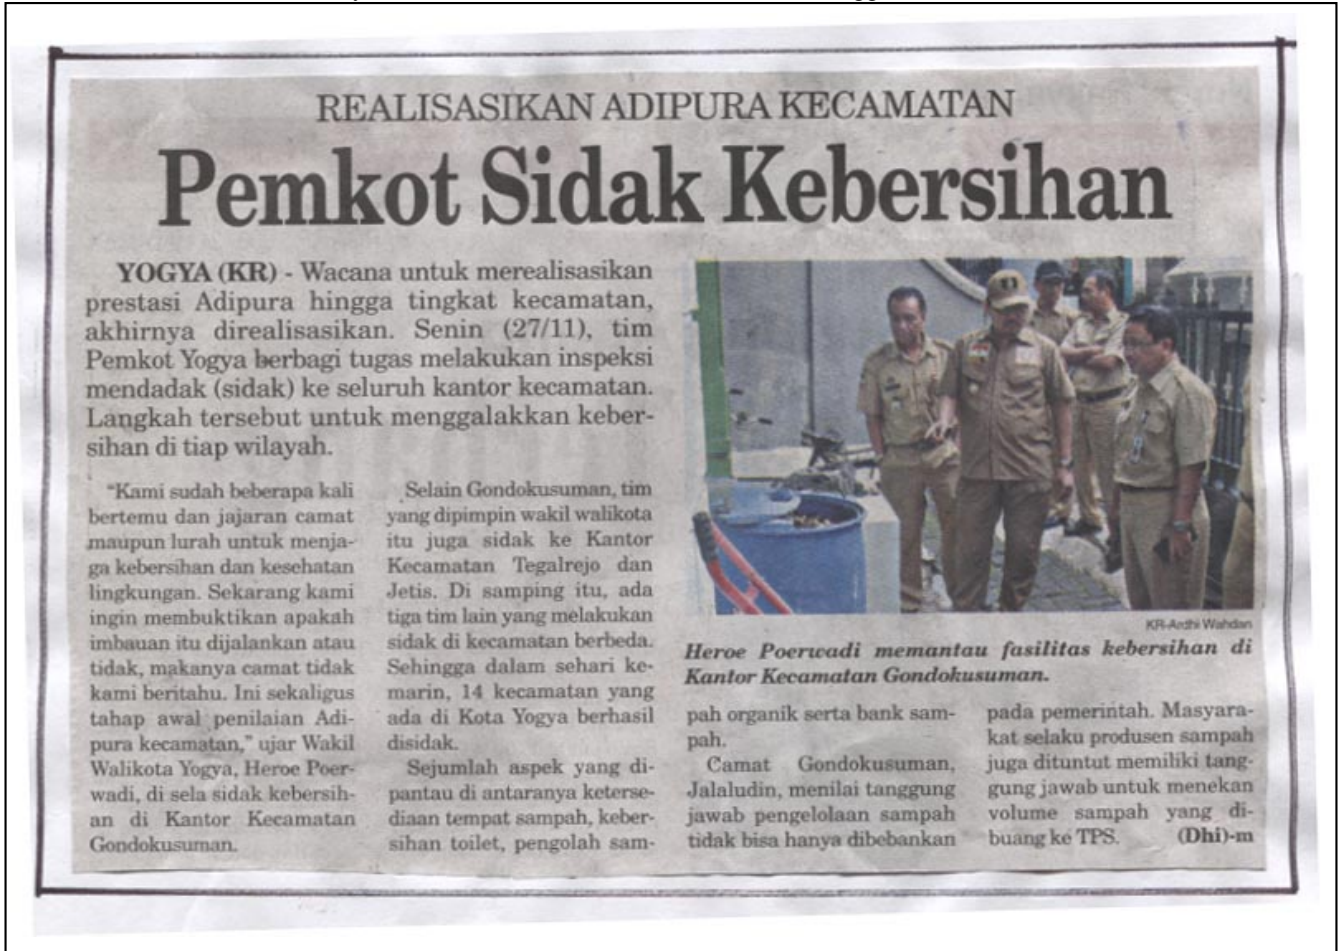 REALISASIKAN ADIPURA KECAMATAN
Pemkot Sidak Kebersihan
YOGYA (KR) - Wacana untuk merealisasikan
prestasi Adipura hingga tingkat kecamatan,
akhirnya direalisasikan. Senin (27/11), tim
Pemkot Yogya berbagi tugas melakukan inspeksi
mendadak (sidak) ke seluruh kantor kecamatan.
Langkah tersebut untuk menggalakkan keber-
sihan di tiap wilayah.
"Kami sudah beberapa kali
bertemu dan jajaran camat
maupun lurah untuk menja-
ga kebersihan dan kesehatan
lingkungan. Sekarang kami
ingin membuktikan apakah
imbauan itu dijalankan atau
tidak, makanya camat tidak
kami beritahu. Ini sekaligus
tahap awal penilaian Adi-
pura kecamatan," ujar Wakil
Walikota Yogya, Heroe Poer-
wadi, di sela sidak kebersih-
an di Kantor Kecamatan
Gondokusuman.
Selain Gondokusuman, tim
yang dipimpin wakil walikota
itu juga sidak ke Kantor
Kecamatan Tegalrejo dan
Jetis. Di samping itu, ada
tiga tim lain yang melakukan
sidak di kecamatan berbeda.
Sehingga dalam sehari ke-
marin, 14 kecamatan yang
ada di Kota Yogya berhasil
disidak.
Sejumlah aspek yang di-
pantau di antaranya keterse-
diaan tempat sampah, keber-
sihan toilet, pengolah sam-
KR-Ardhi Wahdan
Heroe Poerwadi memantau fasilitas kebersihan di
Kantor Kecamatan Gondokusuman.
pah organik serta bank sam-
pah.
Camat Gondokusuman,
Jalaludin, menilai tanggung
jawab pengelolaan sampah
tidak bisa hanya dibebankan
pada pemerintah. Masyara-
kat selaku produsen sampah
juga dituntut memiliki tang-
gung jawab untuk menekan
volume sampah yang di-
buang ke TPS. (Dhi)-m